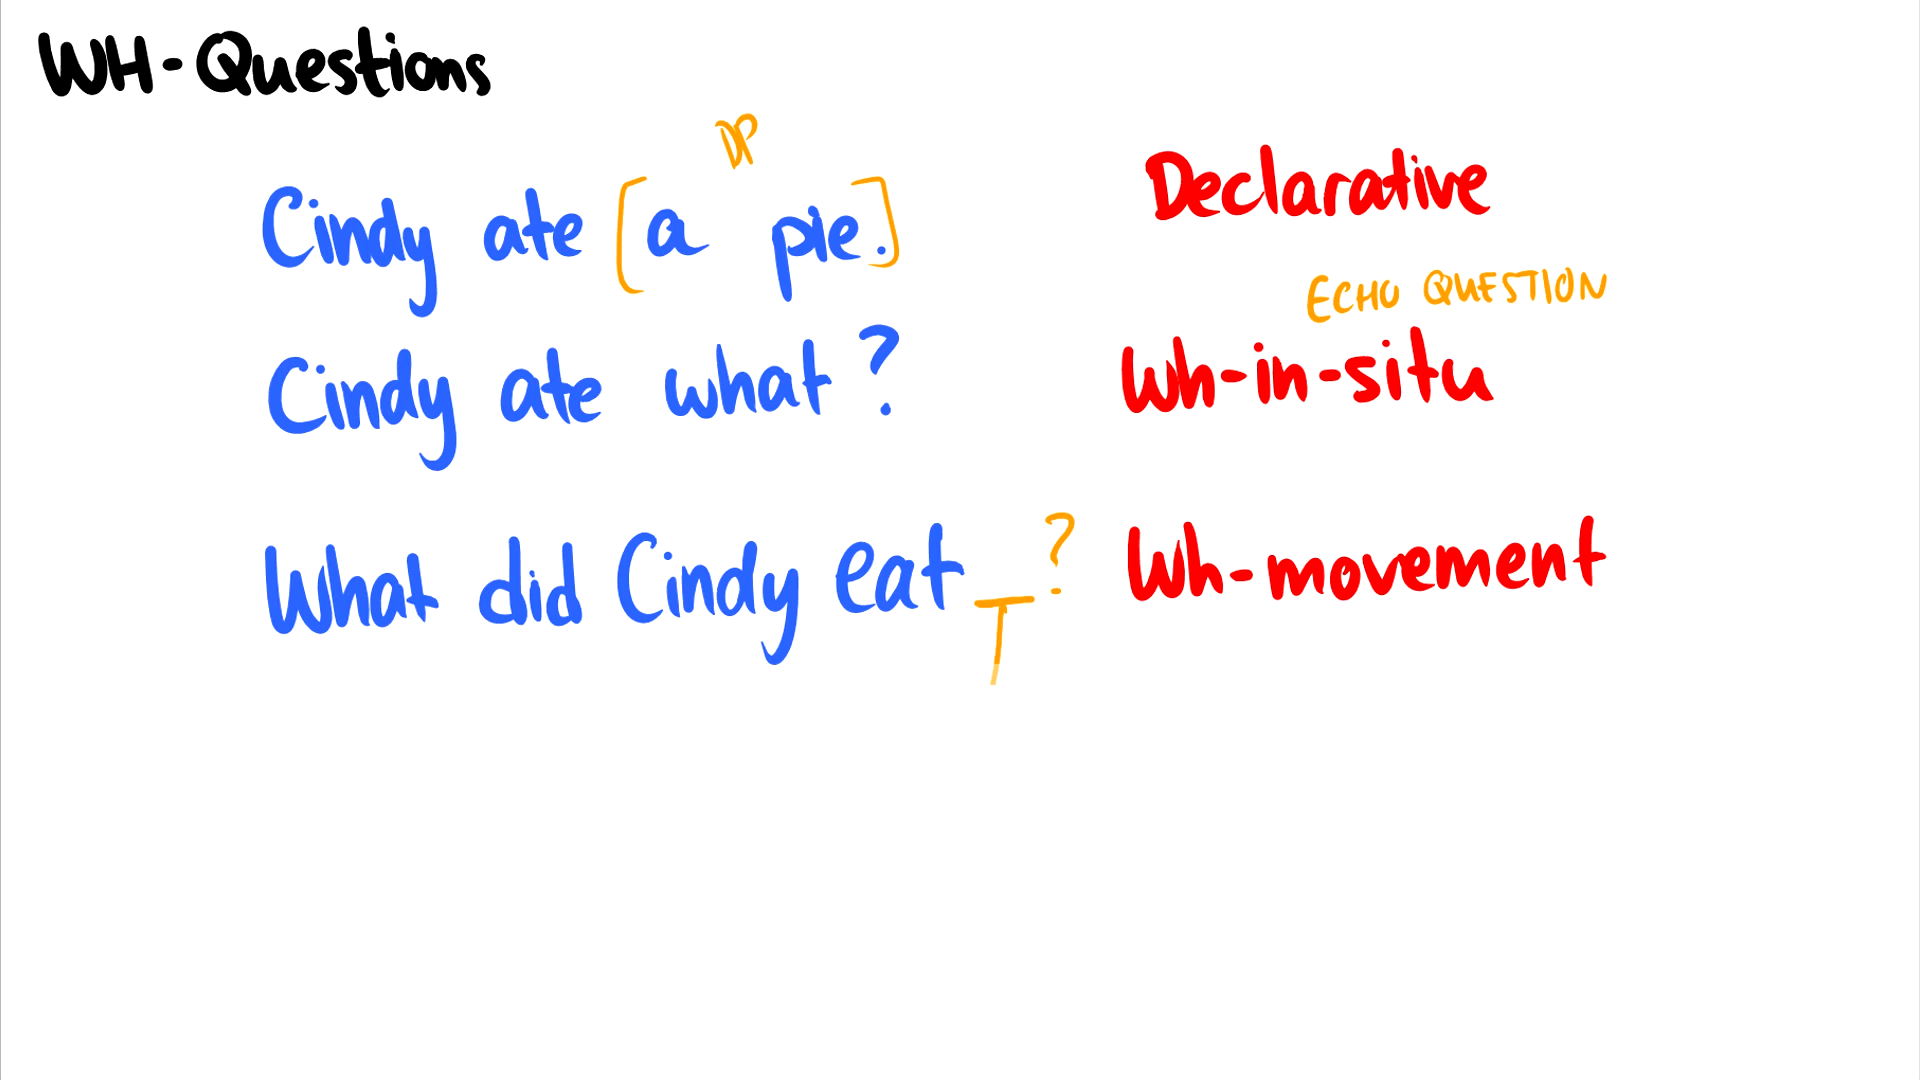 WH-Questions
DP
Cindy ate [a pie.] Declarative
ECHO QUESTION
Cindy ate what? Wh-in-situ
What did Cindy eat _? Wh-movement